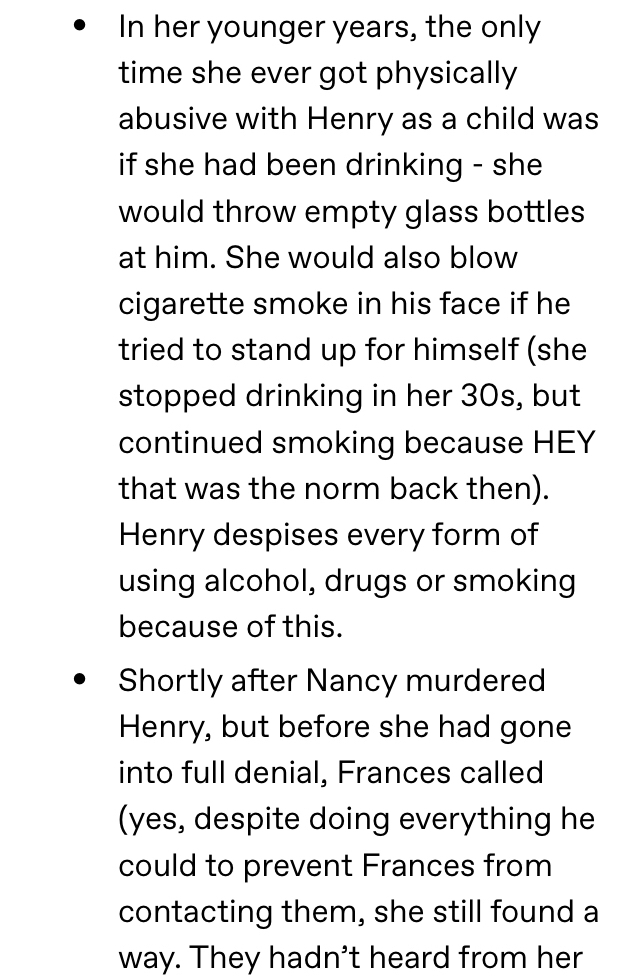 • In her younger years, the only
time she ever got physically
abusive with Henry as a child was
if she had been drinking - she
would throw empty glass bottles
at him. She would also blow
cigarette smoke in his face if he
tried to stand up for himself (she
stopped drinking in her 30s, but
continued smoking because HEY
that was the norm back then).
Henry despises every form of
using alcohol, drugs or smoking
because of this.
• Shortly after Nancy murdered
Henry, but before she had gone
into full denial, Frances called
(yes, despite doing everything he
could to prevent Frances from
contacting them, she still found a
way. They hadn’t heard from her